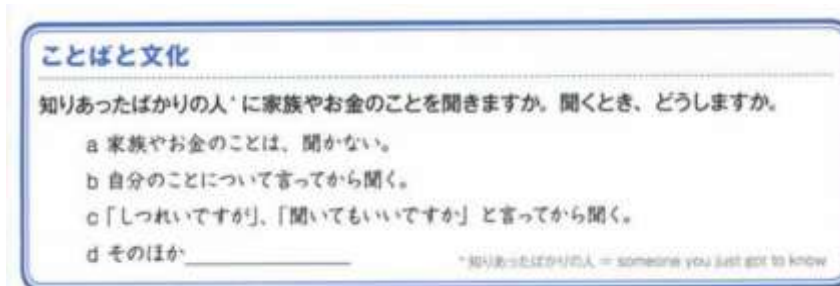 ことばと文化
知りあったばかりの人*に家族やお金のことを聞きますか。聞くとき、どうしますか。
a 家族やお金のことは、聞かない。
b 自分のことについて言ってから聞く。
c「しつれいですが」、「聞いてもいいですか」と言ってから聞く。
d そのほか
*知りあったばかりの人 = someone you just got to know